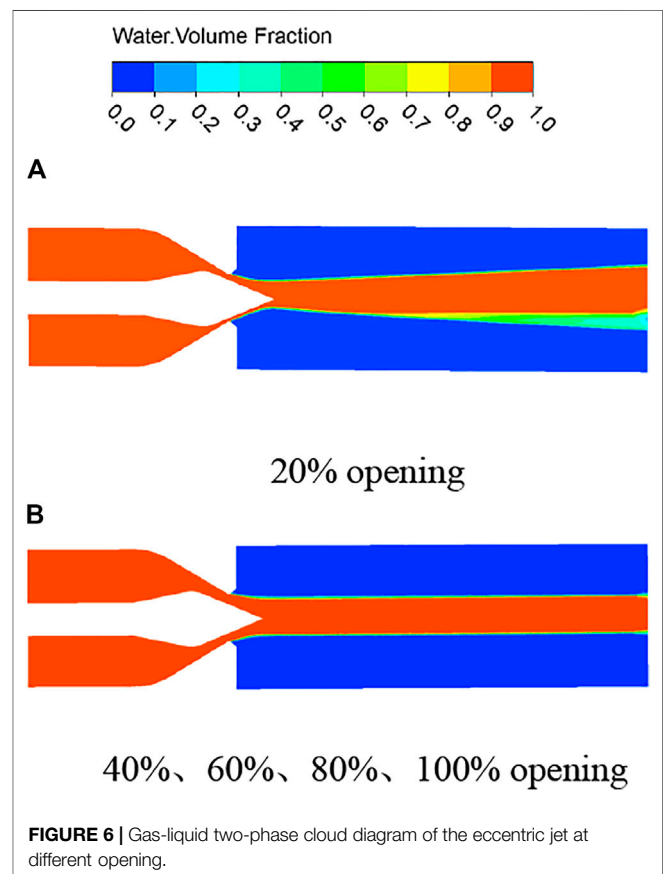 Water.Volume Fraction
0.0 0.1 0.2 0.3 0.4 0.5 0.6 0.7 0.8 0.9 1.0
A
20% opening
B
40%、60%、80%、100% opening
FIGURE 6 | Gas-liquid two-phase cloud diagram of the eccentric jet at
different opening.